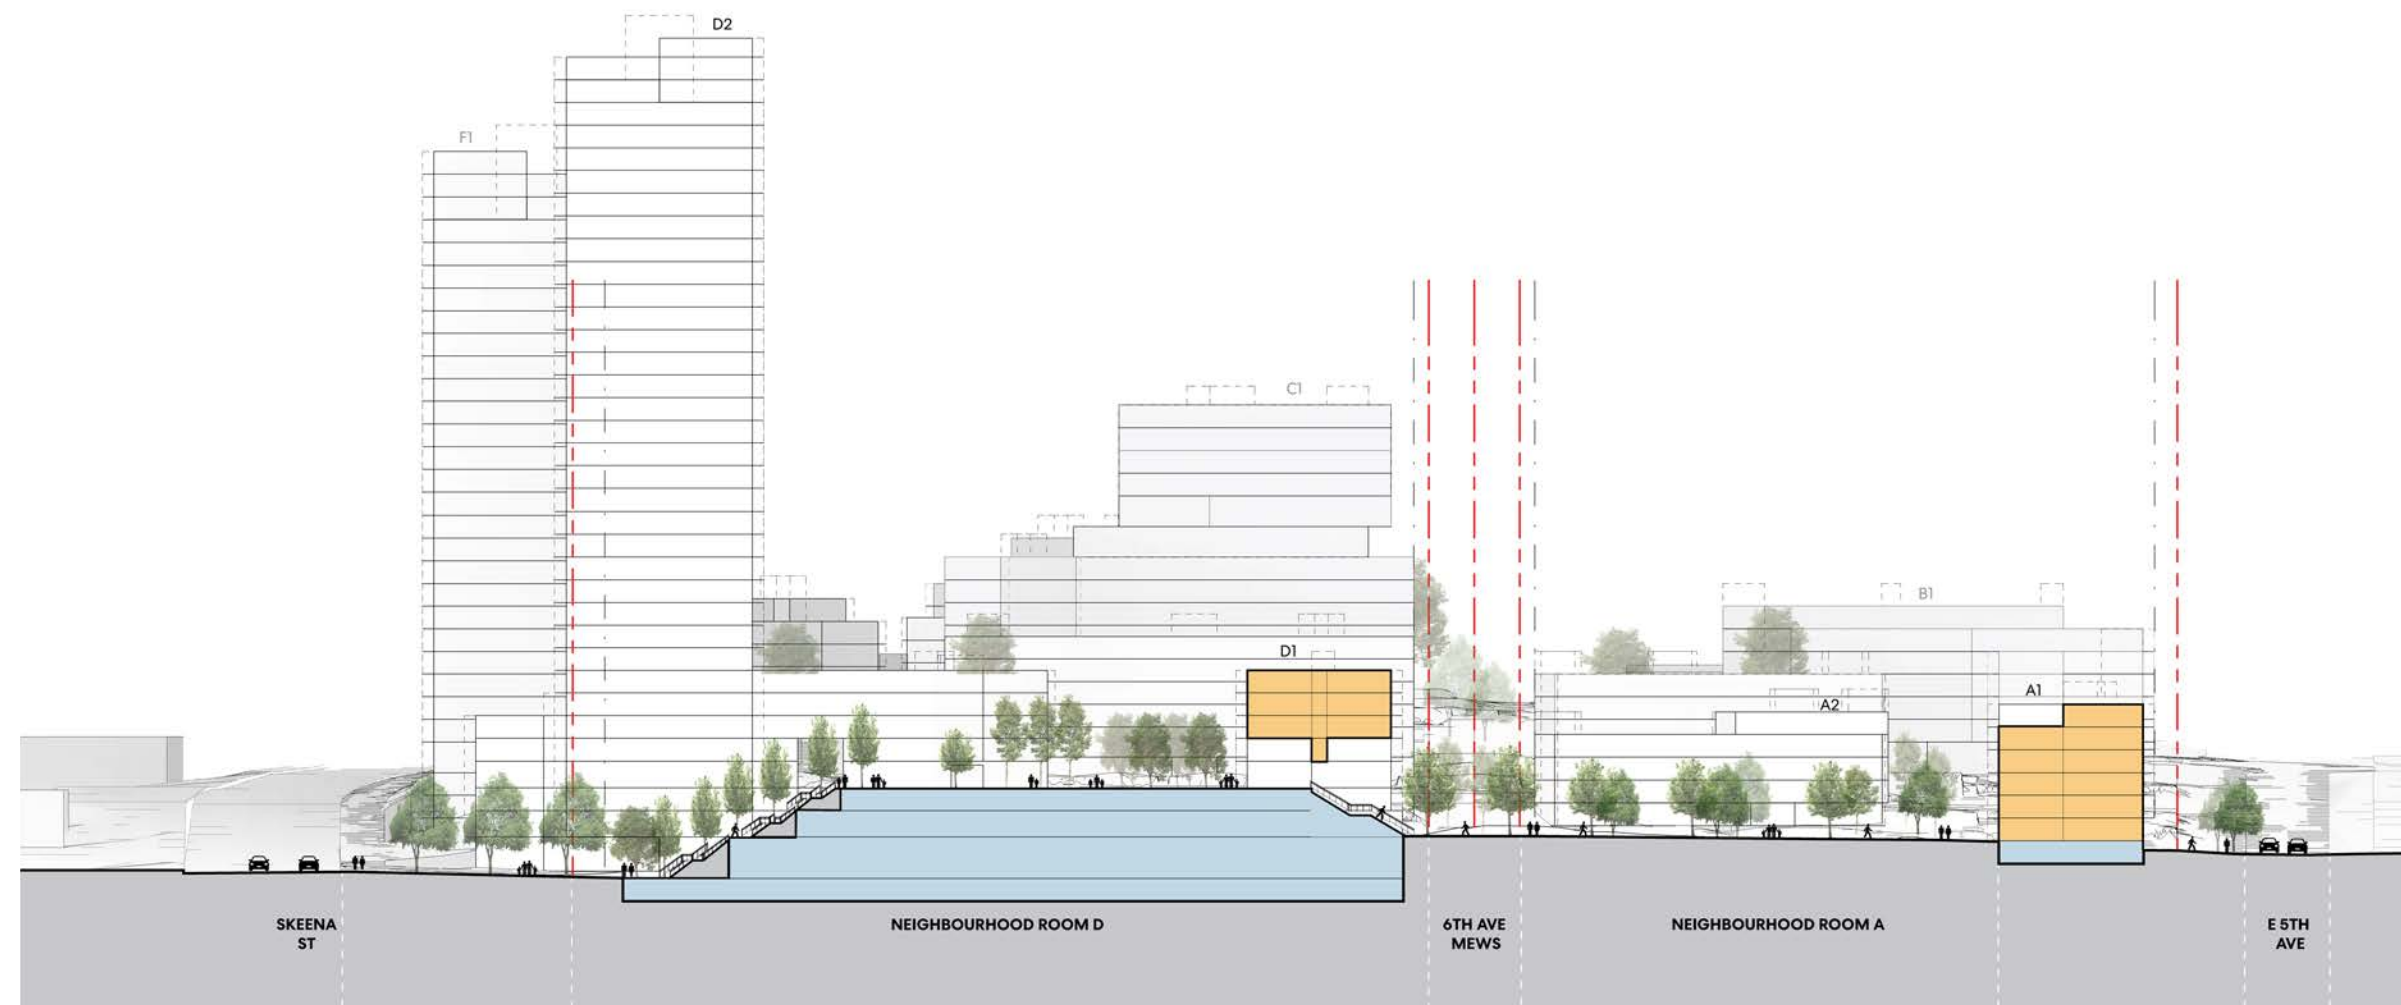 D2
F1
C1
B1
D1
A1
A2
SKEENA
ST
NEIGHBOURHOOD ROOM D
6TH AVE
MEWS
NEIGHBOURHOOD ROOM A
E 5TH
AVE